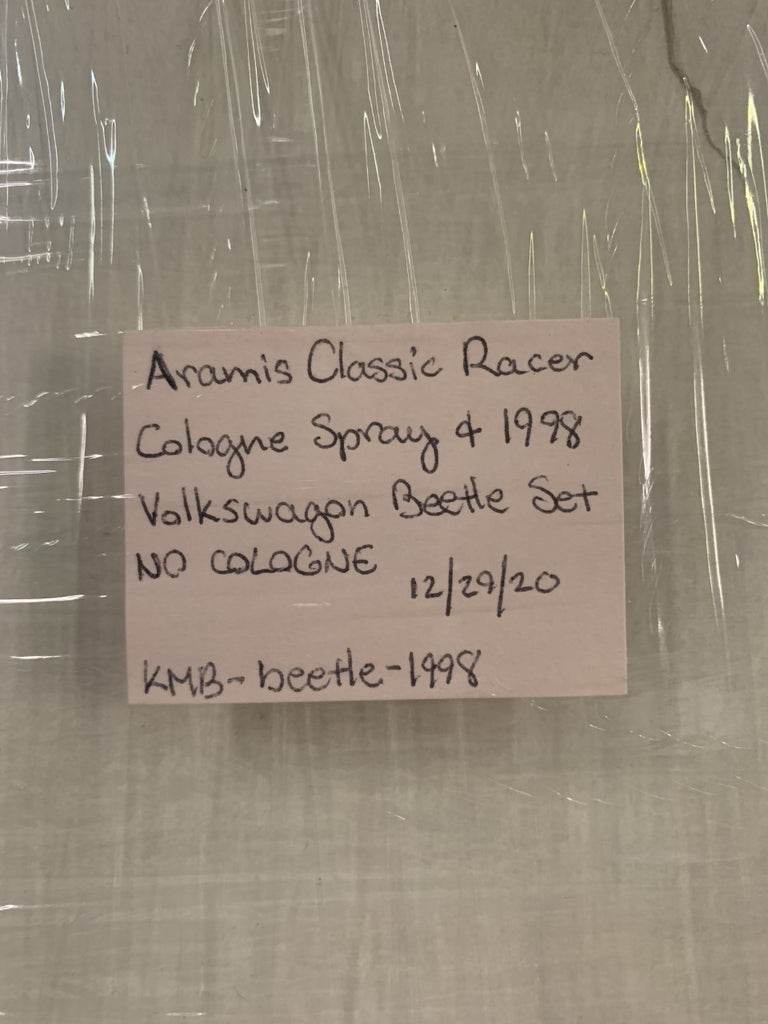 Aramis Classic Racer
Cologne Spray & 1998
Volkswagon Beetle Set
NO COLOGNE
12/29/20
KMB-beetle-1998